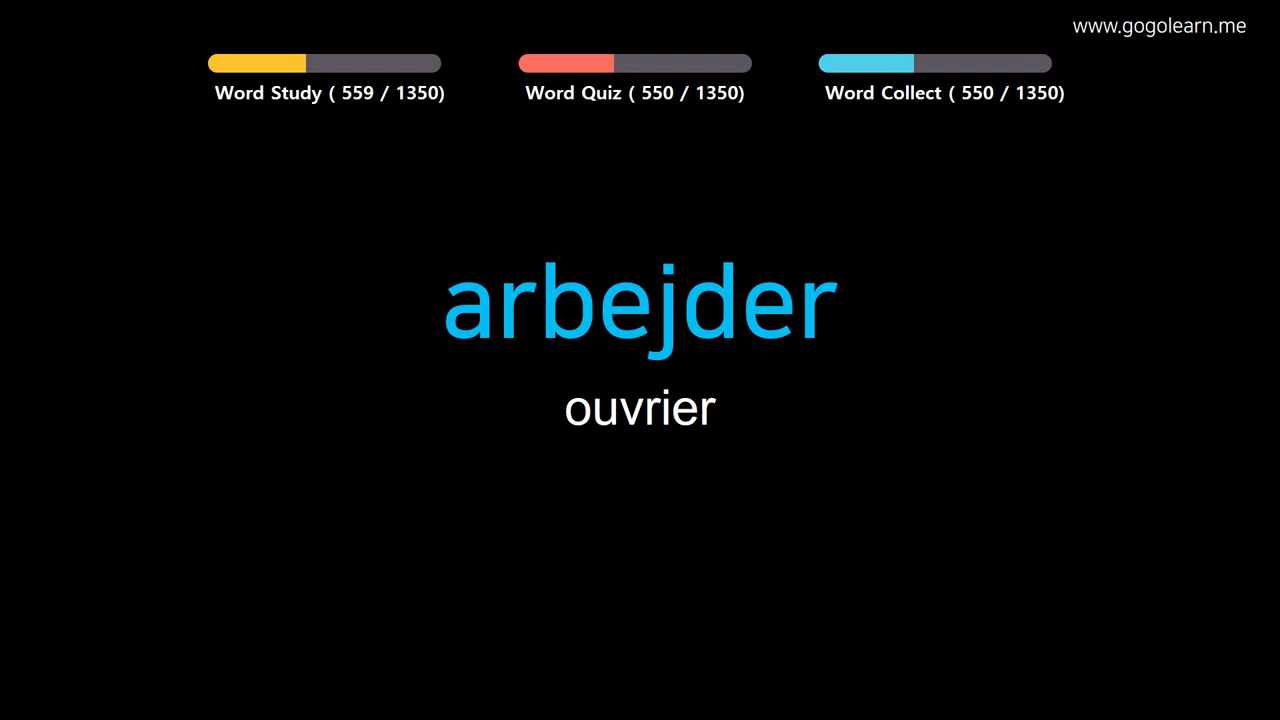 www.gogolearn.me
Word Study ( 559 / 1350)
Word Quiz ( 550 / 1350)
Word Collect ( 550 / 1350)
arbejder
ouvrier